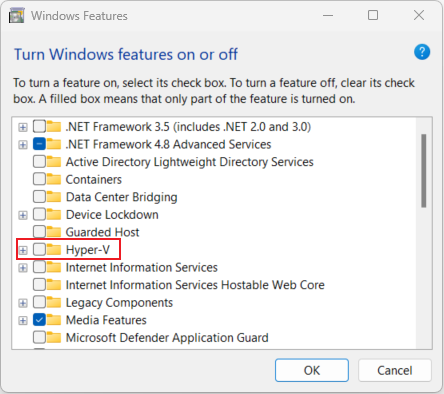 Windows Features
Turn Windows features on or off
?
To turn a feature on, select its check box. To turn a feature off, clear its check
box. A filled box means that only part of the feature is turned on.
.NET Framework 3.5 (includes .NET 2.0 and 3.0)
.NET Framework 4.8 Advanced Services
Active Directory Lightweight Directory Services
Containers
Data Center Bridging
Device Lockdown
Guarded Host
Hyper-V
Internet Information Services
Internet Information Services Hostable Web Core
Legacy Components
Media Features
Microsoft Defender Application Guard
OK
Cancel